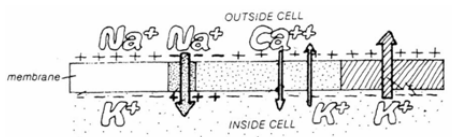 OUTSIDE CELL
Na+ Na+ Ca++
+ + + + + + + + + + + + + +
membrane
K+ K+ K+
INSIDE CELL